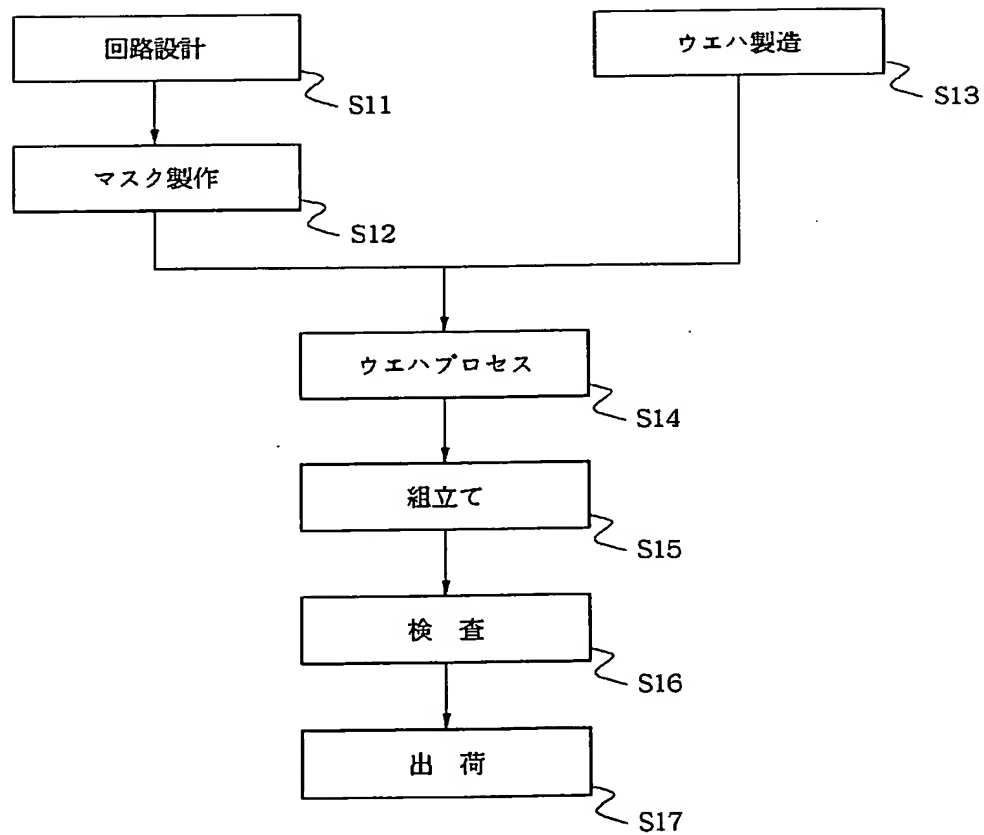 回路設計
S11
ウエハ製造
S13
マスク製作
S12
ウエハプロセス
S14
組立て
S15
検 査
S16
出 荷
S17